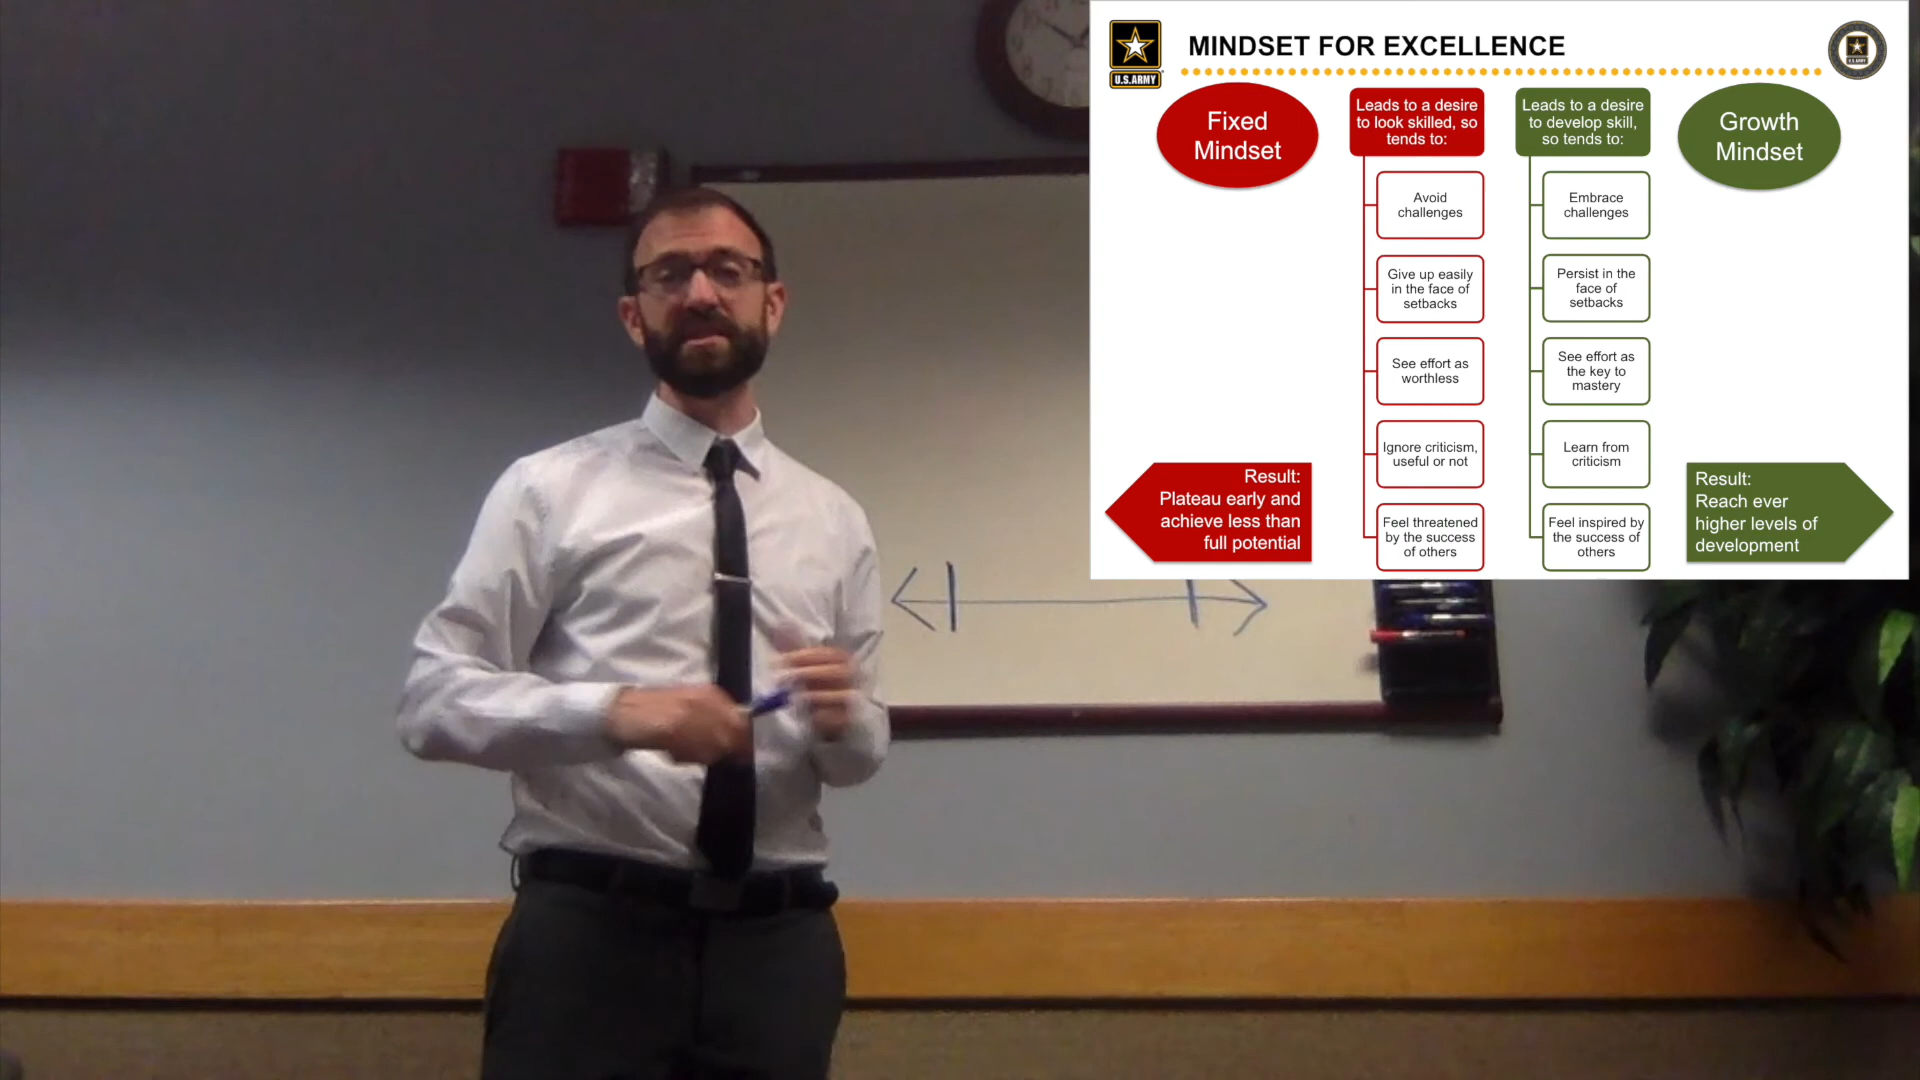 MINDSET FOR EXCELLENCE
U.S.ARMY
Fixed
Mindset
Leads to a desire
to look skilled, so
tends to:
Avoid
challenges
Give up easily
in the face of
setbacks
See effort as
worthless
Ignore criticism,
useful or not
Feel threatened
by the success
of others
Result:
Plateau early and
achieve less than
full potential
Leads to a desire
to develop skill,
so tends to:
Embrace
challenges
Persist in the
face of
setbacks
See effort as
the key to
mastery
Learn from
criticism
Feel inspired by
the success of
others
Growth
Mindset
Result:
Reach ever
higher levels of
development